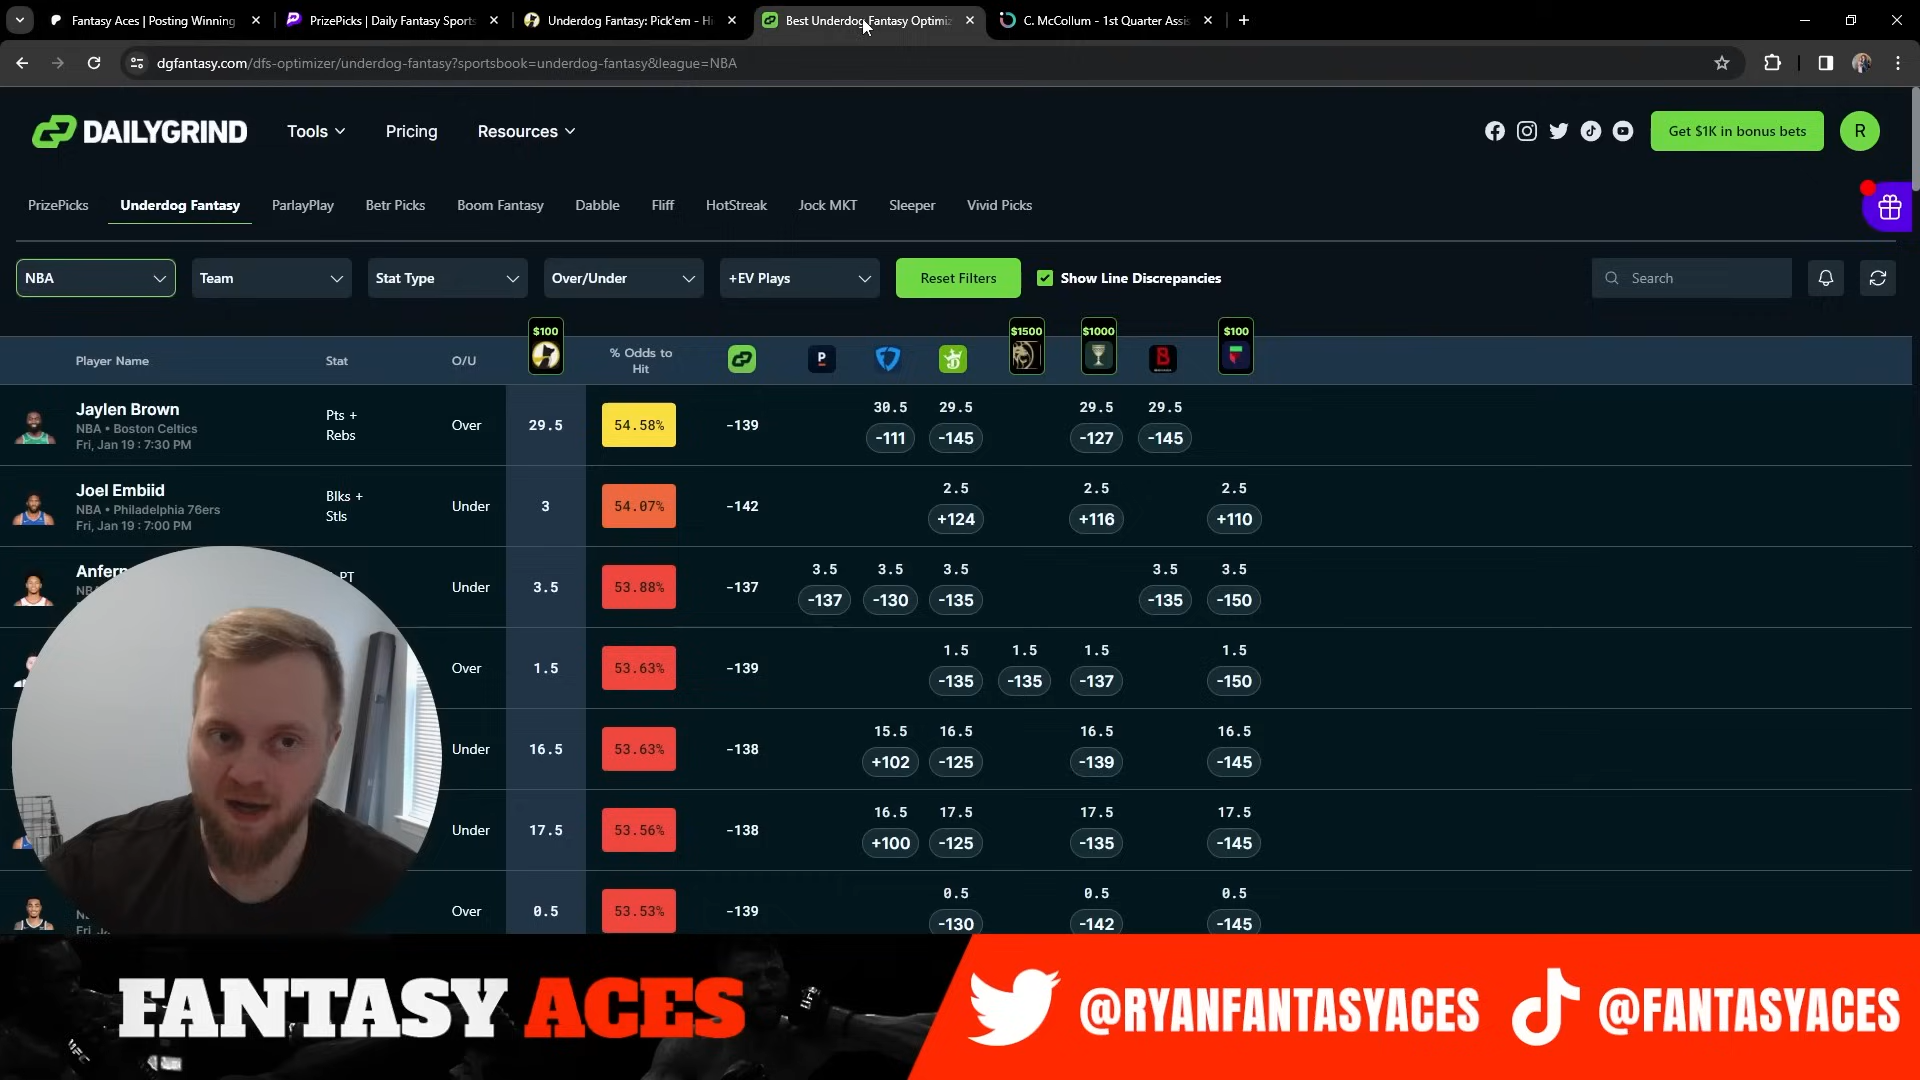 Fantasy Aces | Posting Winning
PrizePicks | Daily Fantasy Sports
Underdog Fantasy: Pick'em - Hi
Best Underdog Fantasy Optimiz
C. McCollum - 1st Quarter Assis
dgfantasy.com/dfs-optimizer/underdog-fantasy?sportsbook=underdog-fantasy&league=NBA
DAILYGRIND
Tools
Pricing
Resources
Get $1K in bonus bets
R
PrizePicks
Underdog Fantasy
ParlayPlay
Betr Picks
Boom Fantasy
Dabble
Fliff
HotStreak
Jock MKT
Sleeper
Vivid Picks
NBA
Team
Stat Type
Over/Under
+EV Plays
Reset Filters
Show Line Discrepancies
Search
$100
$1500
$1000
$100
Player Name
Stat
O/U
% Odds to
Hit
P
B
Jaylen Brown
NBA • Boston Celtics
Fri, Jan 19 : 7:30 PM
Pts +
Rebs
Over
29.5
54.58%
-139
30.5
-111
29.5
-145
29.5
-127
29.5
-145
Joel Embiid
NBA • Philadelphia 76ers
Fri, Jan 19 : 7:00 PM
Blks +
Stls
Under
3
54.07%
-142
2.5
+124
2.5
+116
2.5
+110
Anfern
NB
PT
Under
3.5
53.88%
-137
3.5
-137
3.5
-130
3.5
-135
3.5
-135
3.5
-150
Over
1.5
53.63%
-139
1.5
-135
1.5
-135
1.5
-137
1.5
-150
Under
16.5
53.63%
-138
15.5
+102
16.5
-125
16.5
-139
16.5
-145
Under
17.5
53.56%
-138
16.5
+100
17.5
-125
17.5
-135
17.5
-145
Over
0.5
53.53%
-139
0.5
-130
0.5
-142
0.5
-145
FANTASY ACES
@RYANFANTASYACES
@FANTASYACES